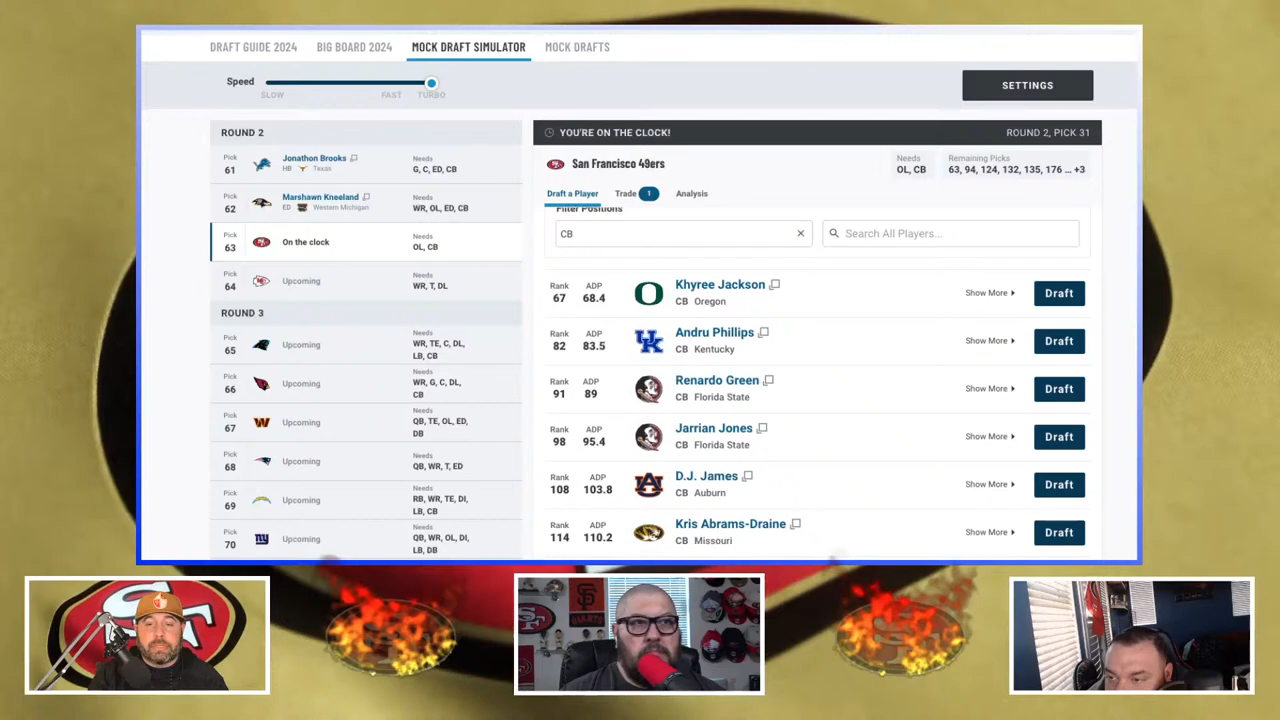 DRAFT GUIDE 2024 BIG BOARD 2024 MOCK DRAFT SIMULATOR MOCK DRAFTS
Speed
SLOW FAST TURBO
SETTINGS
ROUND 2
Pick 61
Jonathon Brooks
HB Texas
Needs
G, C, ED, CB
Pick 62
Marshawn Kneeland
ED Western Michigan
Needs
WR, OL, ED, CB
Pick 63
On the clock
Needs
OL, CB
Pick 64
Upcoming
Needs
WR, T, DL
ROUND 3
Pick 65
Upcoming
Needs
WR, TE, C, DL,
LB, CB
Pick 66
Upcoming
Needs
WR, G, C, DL,
CB
Pick 67
Upcoming
Needs
QB, TE, OL, ED,
DB
Pick 68
Upcoming
Needs
QB, WR, T, ED
Pick 69
Upcoming
Needs
RB, WR, TE, DI,
LB, CB
Pick 70
Upcoming
Needs
QB, WR, OL, DI,
LB, DB
YOU'RE ON THE CLOCK! ROUND 2, PICK 31
San Francisco 49ers
Needs
OL, CB
Remaining Picks
63, 94, 124, 132, 135, 176 ... +3
Draft a Player Trade 1 Analysis
Filter Positions
CB ✕ Search All Players...
Rank 67 ADP 68.4
Khyree Jackson
CB Oregon
Show More Draft
Rank 82 ADP 83.5
Andru Phillips
CB Kentucky
Show More Draft
Rank 91 ADP 89
Renardo Green
CB Florida State
Show More Draft
Rank 98 ADP 95.4
Jarrian Jones
CB Florida State
Show More Draft
Rank 108 ADP 103.8
D.J. James
CB Auburn
Show More Draft
Rank 114 ADP 110.2
Kris Abrams-Draine
CB Missouri
Show More Draft